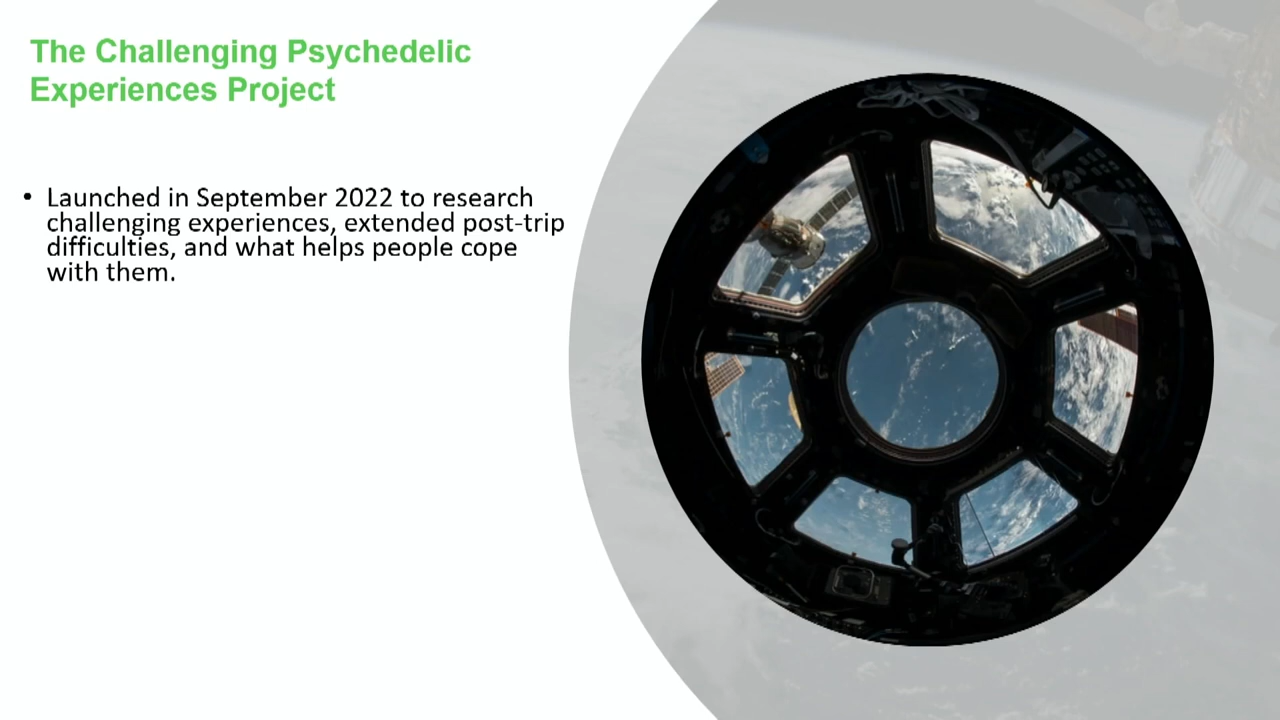 The Challenging Psychedelic
Experiences Project
• Launched in September 2022 to research
challenging experiences, extended post-trip
difficulties, and what helps people cope
with them.